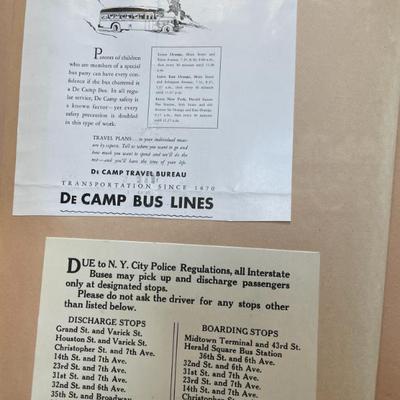 Parents of children
who are members of a special
bus party can have every con-
fidence if the bus chartered is
a De Camp Bus. In all regu-
lar service, De Camp safety is
a known factor—yet every
safety precaution is doubled
in this type of work.
TRAVEL PLANS
to your individual meas-
ure by experts. Tell us where you want to go and
how much you want to spend and we'll do the
rest—and you'll have the time of your life.
DE CAMP TRAVEL BUREAU
TRANSPORTATION SINCE 1870
DE CAMP BUS LINES
DUE to N. Y. City Police Regulations, all Interstate
Buses may pick up and discharge passengers
only at designated stops.
Please do not ask the driver for any stops other
than listed below.
DISCHARGE STOPS
Grand St. and Varick St.
Houston St. and Varick St.
Christopher St. and 7th Ave.
14th St. and 7th Ave.
23rd St. and 7th Ave.
31st St. and 7th Ave.
32nd St. and 6th Ave.
35th St. and Broadway
BOARDING STOPS
Midtown Terminal and 43rd St.
Herald Square Bus Station
36th St. and 6th Ave.
32nd St. and 6th Ave.
31st St. and 7th Ave.
23rd St. and 7th Ave.
14th St. and 7th Ave.
Christopher St.